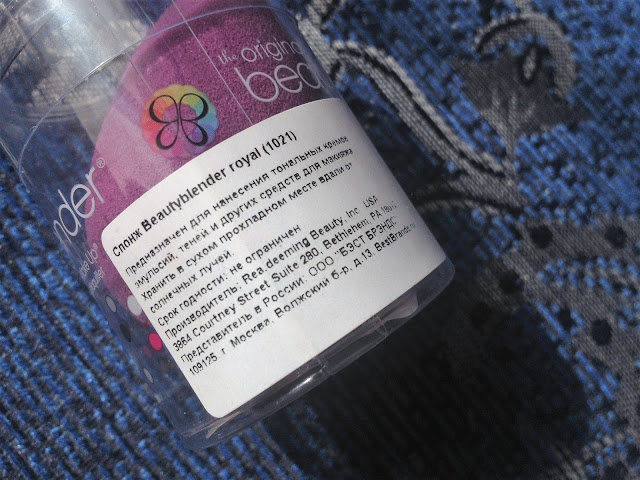 the original
bea
nder®
Спонж Beautyblender royal (1021)
Предназначен для нанесения тональных кремов
эмульсий, теней и других средств для макияжа
Хранить в сухом прохладном месте вдали от
солнечных лучей.
Срок годности: не ограничен
Производитель: Rea.deeming Beauty, Inc. USA
3864 Courtney Street Suite 280, Bethlehem, PA
Представитель в России: ООО "БЭСТ БРЭНДС"
109125, г. Москва, Волжский б-р, д.13, BestBrands.ru